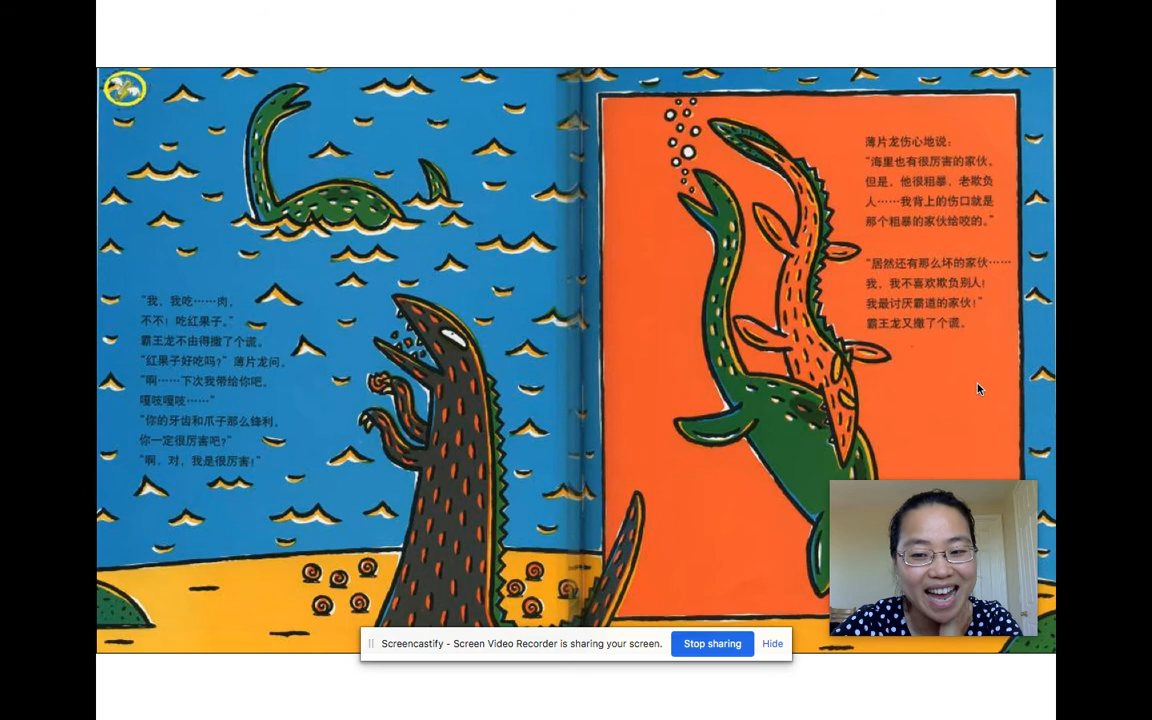 “我，我吃……肉，
不不！吃红果子。”
霸王龙不由得撒了个谎。
“红果子好吃吗？”薄片龙问。
“啊……下次我带给你吧。
嘎吱嘎吱……”
“你的牙齿和爪子那么锋利，
你一定很厉害吧？”
“啊，对，我是很厉害！”
薄片龙伤心地说：
“海里也有很厉害的家伙。
但是，他很粗暴，老欺负
人……我背上的伤口就是
那个粗暴的家伙给咬的。”
“居然还有那么坏的家伙……
我，我不喜欢欺负别人！
我最讨厌霸道的家伙！”
霸王龙又撒了个谎。
Screencastify - Screen Video Recorder is sharing your screen.
Stop sharing
Hide